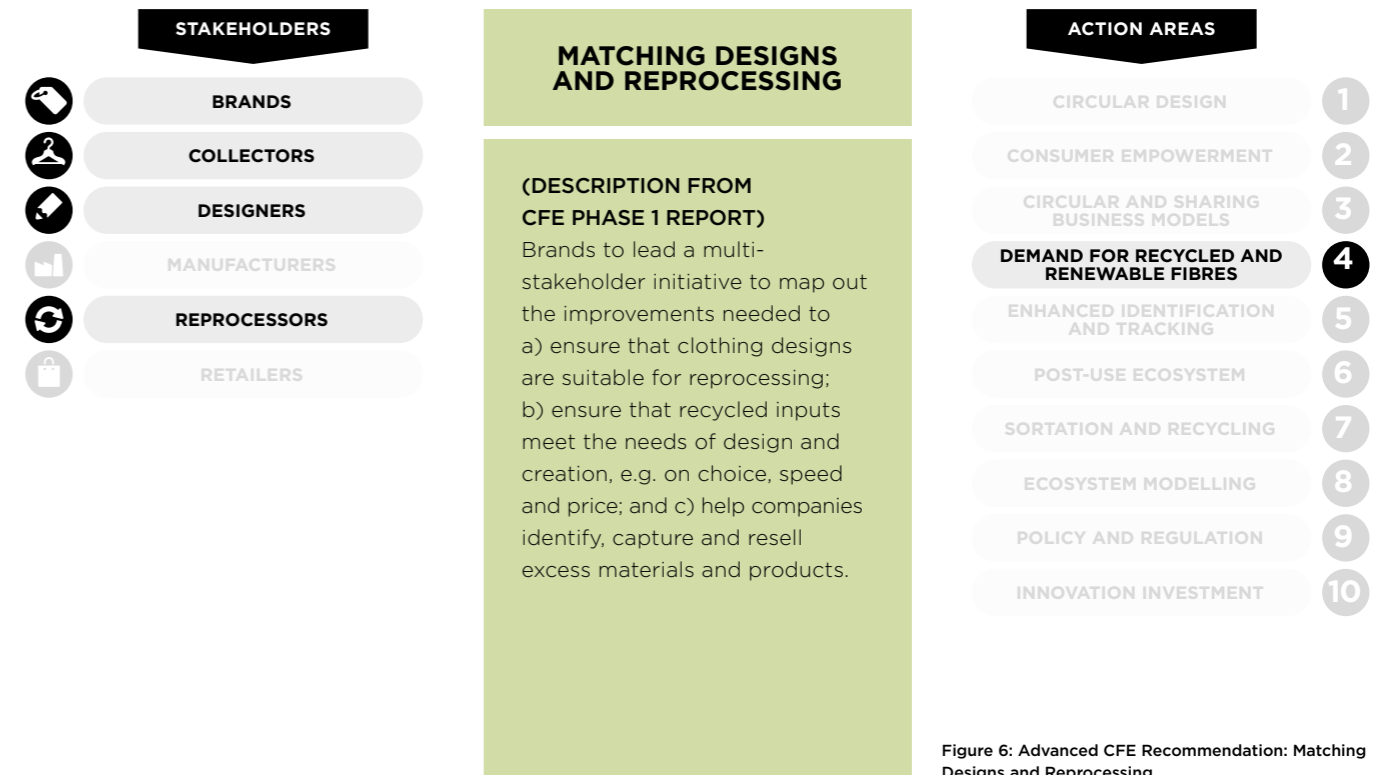 STAKEHOLDERS
BRANDS
COLLECTORS
DESIGNERS
MANUFACTURERS
REPROCESSORS
RETAILERS
MATCHING DESIGNS
AND REPROCESSING
(DESCRIPTION FROM
CFE PHASE 1 REPORT)
Brands to lead a multi-
stakeholder initiative to map out
the improvements needed to
a) ensure that clothing designs
are suitable for reprocessing;
b) ensure that recycled inputs
meet the needs of design and
creation, e.g. on choice, speed
and price; and c) help companies
identify, capture and resell
excess materials and products.
ACTION AREAS
CIRCULAR DESIGN 1
CONSUMER EMPOWERMENT 2
CIRCULAR AND SHARING
BUSINESS MODELS 3
DEMAND FOR RECYCLED AND
RENEWABLE FIBRES 4
ENHANCED IDENTIFICATION
AND TRACKING 5
POST-USE ECOSYSTEM 6
SORTATION AND RECYCLING 7
ECOSYSTEM MODELLING 8
POLICY AND REGULATION 9
INNOVATION INVESTMENT 10
Figure 6: Advanced CFE Recommendation: Matching
Designs and Reprocessing